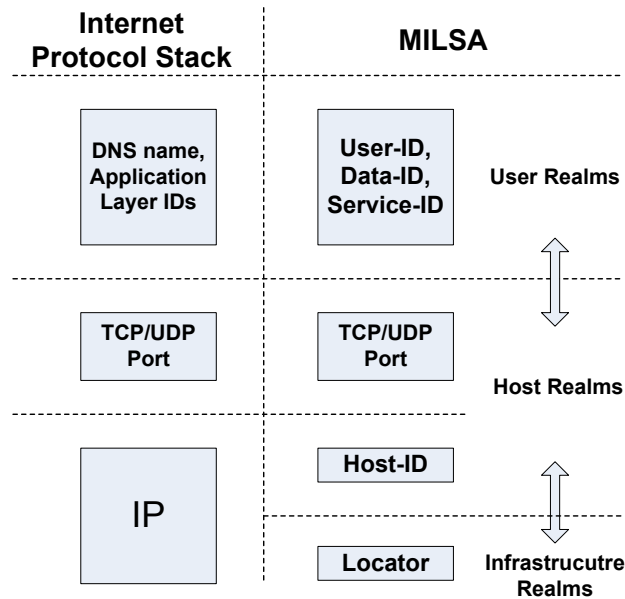 Internet
Protocol Stack
MILSA
DNS name,
Application
Layer IDs
User-ID,
Data-ID,
Service-ID
User Realms
TCP/UDP
Port
TCP/UDP
Port
Host Realms
IP
Host-ID
Locator
Infrastrucutre
Realms